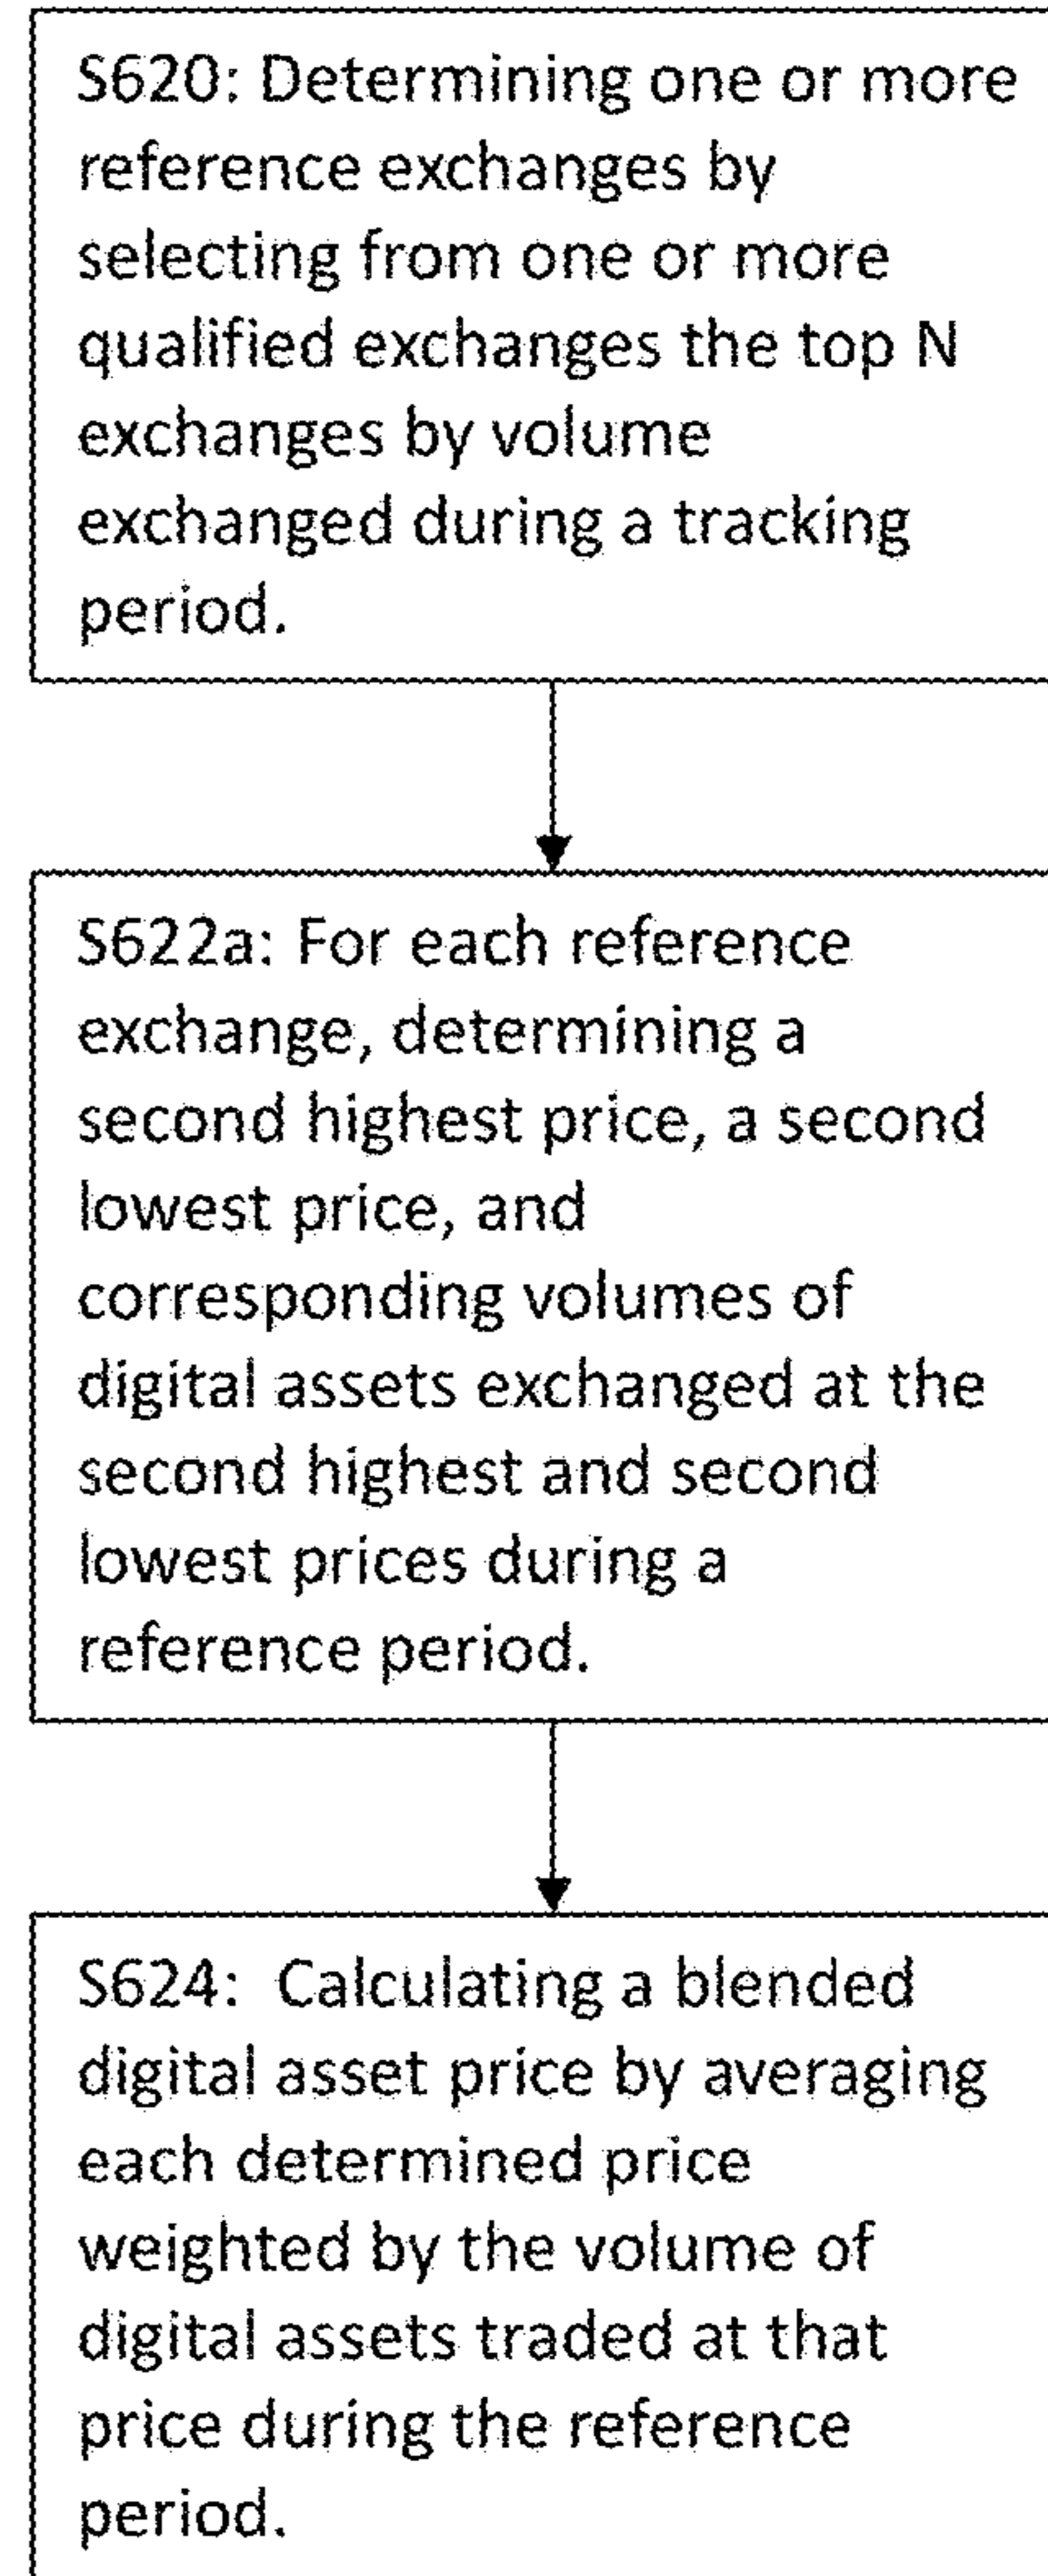 S620: Determining one or more
reference exchanges by
selecting from one or more
qualified exchanges the top N
exchanges by volume
exchanged during a tracking
period.
S622a: For each reference
exchange, determining a
second highest price, a second
lowest price, and
corresponding volumes of
digital assets exchanged at the
second highest and second
lowest prices during a
reference period.
S624: Calculating a blended
digital asset price by averaging
each determined price
weighted by the volume of
digital assets traded at that
price during the reference
period.